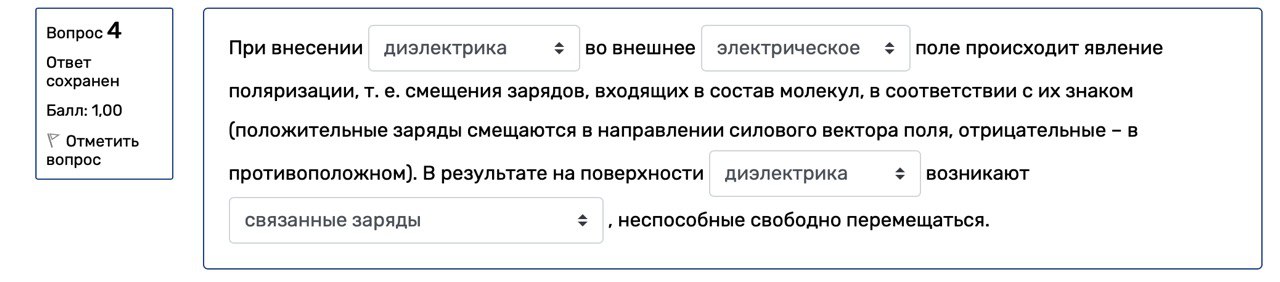 Вопрос 4
Ответ
сохранен
Балл: 1,00
Отметить
вопрос
При внесении диэлектрика во внешнее электрическое поле происходит явление
поляризации, т. е. смещения зарядов, входящих в состав молекул, в соответствии с их знаком
(положительные заряды смещаются в направлении силового вектора поля, отрицательные – в
противоположном). В результате на поверхности диэлектрика возникают
связанные заряды , неспособные свободно перемещаться.